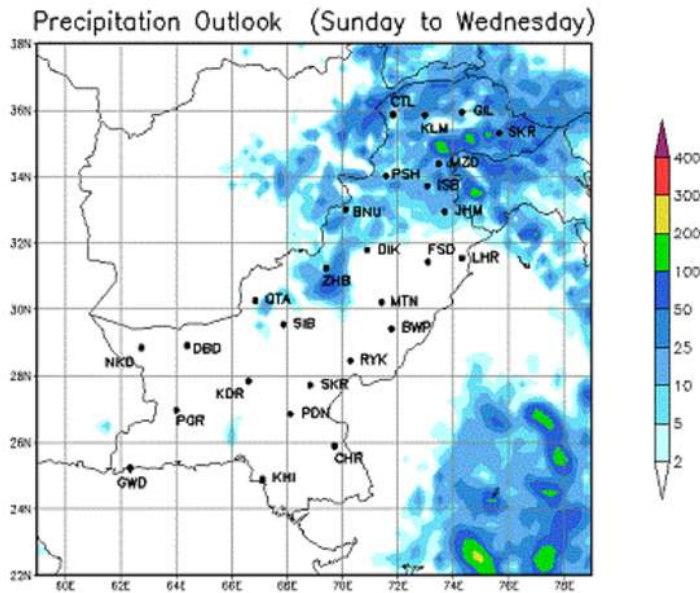 Precipitation Outlook (Sunday to Wednesday)
38N
36N
34N
32N
30N
28N
26N
24N
22N
60E
62E
64E
66E
68E
70E
72E
74E
76E
78E
CTL
GIL
KLM
SKR
MZD
PSH
ISB
BNU
JHM
DIK
FSD
LHR
ZHB
QTA
MTN
SIB
BWP
NKD
DBD
RYK
KDR
SKR
PGR
PDN
CHR
GWD
KHI
400
300
200
100
50
25
10
5
2